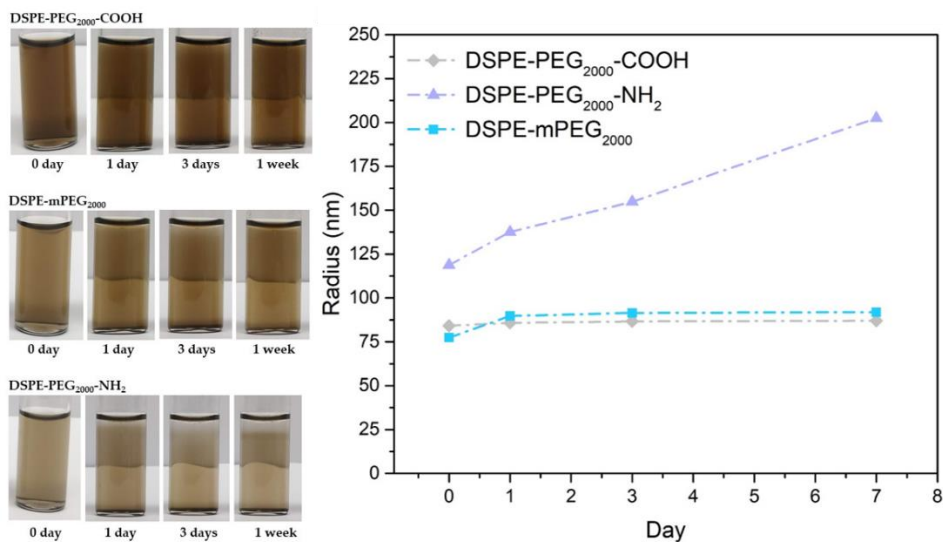 DSPE-PEG₂₀₀₀-COOH
0 day
1 day
3 days
1 week
DSPE-mPEG₂₀₀₀
0 day
1 day
3 days
1 week
DSPE-PEG₂₀₀₀-NH₂
0 day
1 day
3 days
1 week
250
225
200
175
150
125
100
75
50
25
0
Radius (nm)
DSPE-PEG₂₀₀₀-COOH
DSPE-PEG₂₀₀₀-NH₂
DSPE-mPEG₂₀₀₀
0 1 2 3 4 5 6 7 8
Day